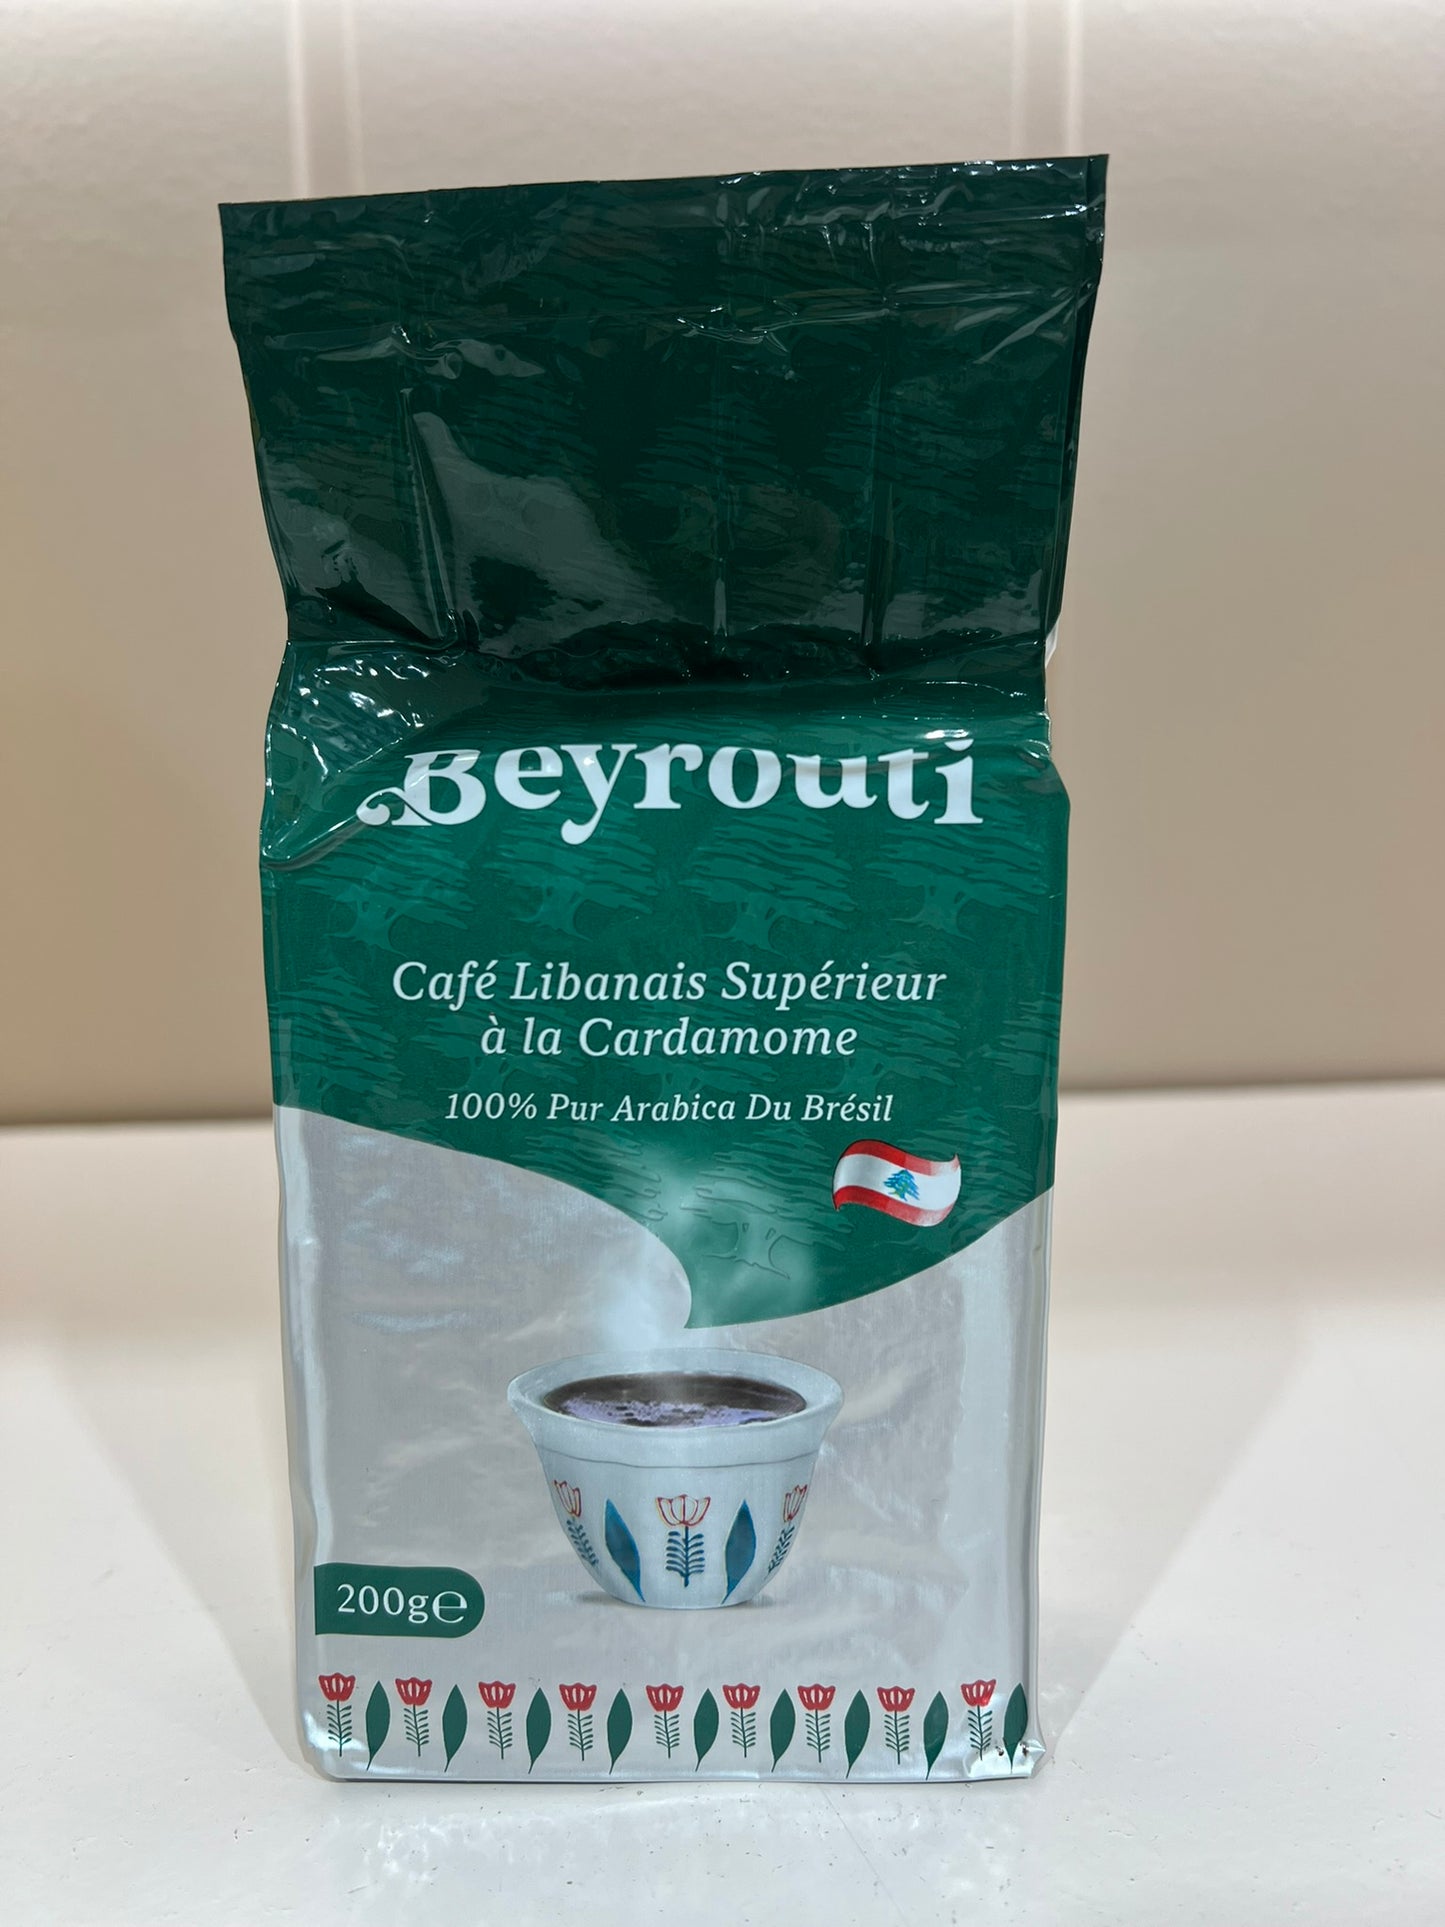 Beyrouti
Café Libanais Supérieur
à la Cardamome
100% Pur Arabica Du Brésil
200g℮